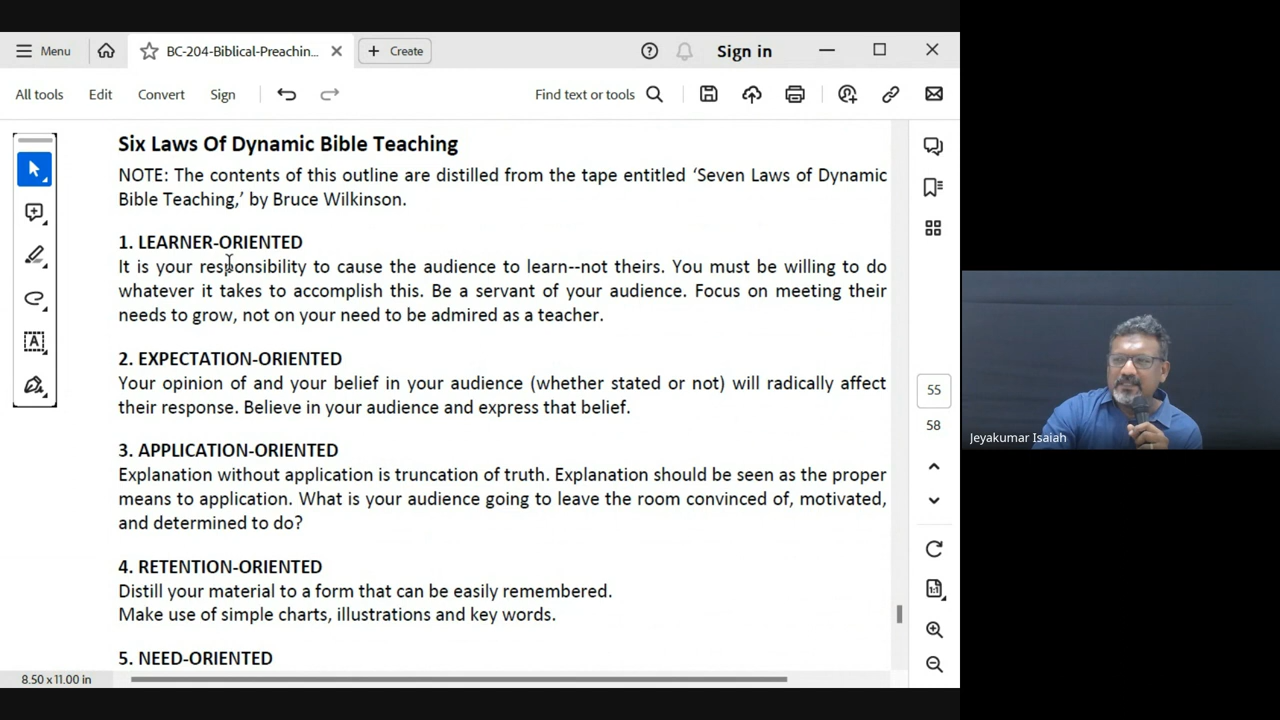 Menu
BC-204-Biblical-Preachin...
Create
Sign in
All tools
Edit
Convert
Sign
Find text or tools
Six Laws Of Dynamic Bible Teaching
NOTE: The contents of this outline are distilled from the tape entitled ‘Seven Laws of Dynamic
Bible Teaching,’ by Bruce Wilkinson.
1. LEARNER-ORIENTED
It is your responsibility to cause the audience to learn--not theirs. You must be willing to do
whatever it takes to accomplish this. Be a servant of your audience. Focus on meeting their
needs to grow, not on your need to be admired as a teacher.
2. EXPECTATION-ORIENTED
Your opinion of and your belief in your audience (whether stated or not) will radically affect
their response. Believe in your audience and express that belief.
3. APPLICATION-ORIENTED
Explanation without application is truncation of truth. Explanation should be seen as the proper
means to application. What is your audience going to leave the room convinced of, motivated,
and determined to do?
4. RETENTION-ORIENTED
Distill your material to a form that can be easily remembered.
Make use of simple charts, illustrations and key words.
5. NEED-ORIENTED
55
58
1:1
8.50 x 11.00 in
Jeyakumar Isaiah